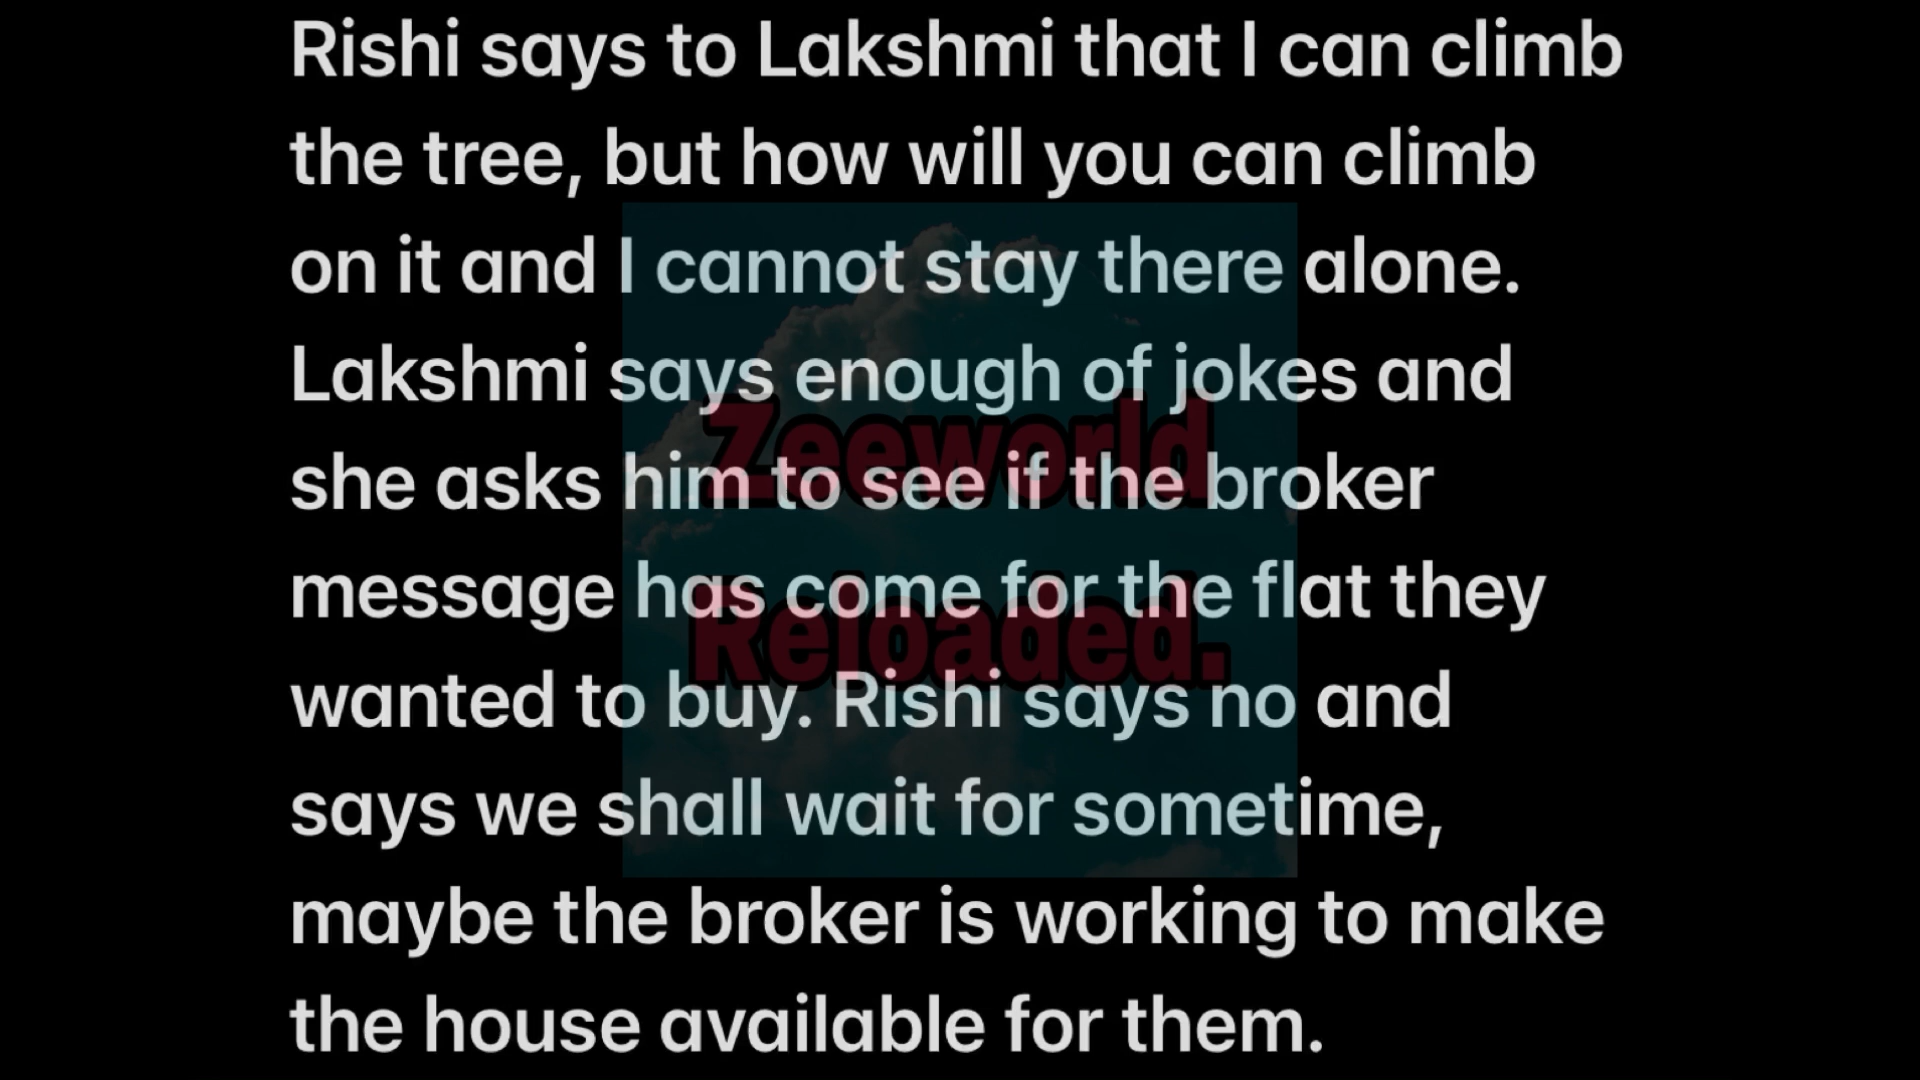 Rishi says to Lakshmi that I can climb
the tree, but how will you can climb
on it and I cannot stay there alone.
Lakshmi says enough of jokes and
she asks him to see if the broker
message has come for the flat they
wanted to buy. Rishi says no and
says we shall wait for sometime,
maybe the broker is working to make
the house available for them.
Zeeworld
Reloaded.